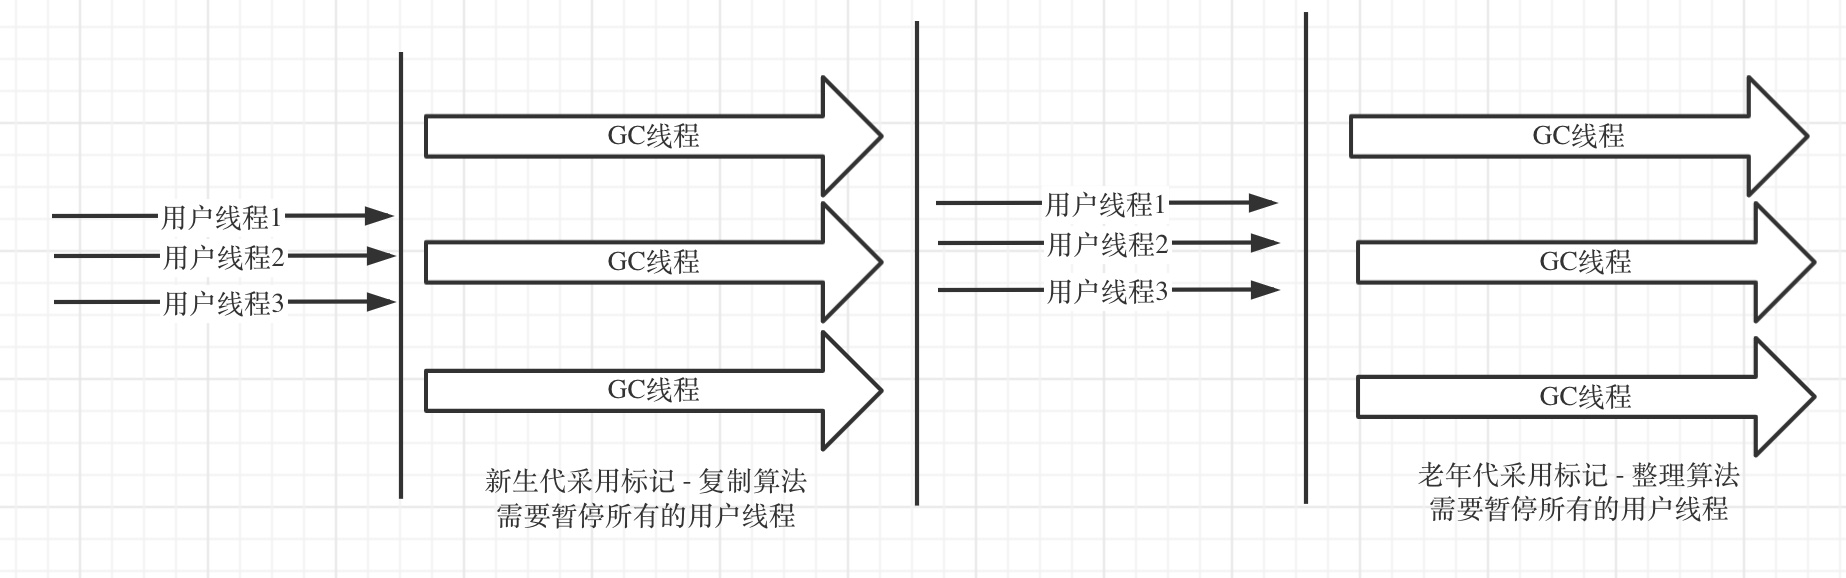 用户线程1
用户线程2
用户线程3
GC线程
GC线程
GC线程
新生代采用标记 - 复制算法
需要暂停所有的用户线程
用户线程1
用户线程2
用户线程3
GC线程
GC线程
GC线程
老年代采用标记 - 整理算法
需要暂停所有的用户线程